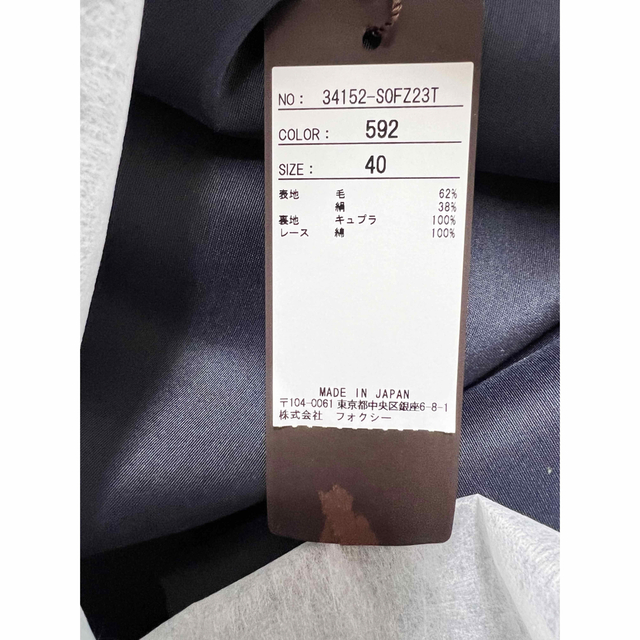 NO: 34152-SOFZ23T
COLOR: 592
SIZE: 40
表地 毛 62%
絹 38%
裏地 キュプラ 100%
レース 綿 100%
MADE IN JAPAN
〒104-0061 東京都中央区銀座6-8-1
株式会社 フォクシー